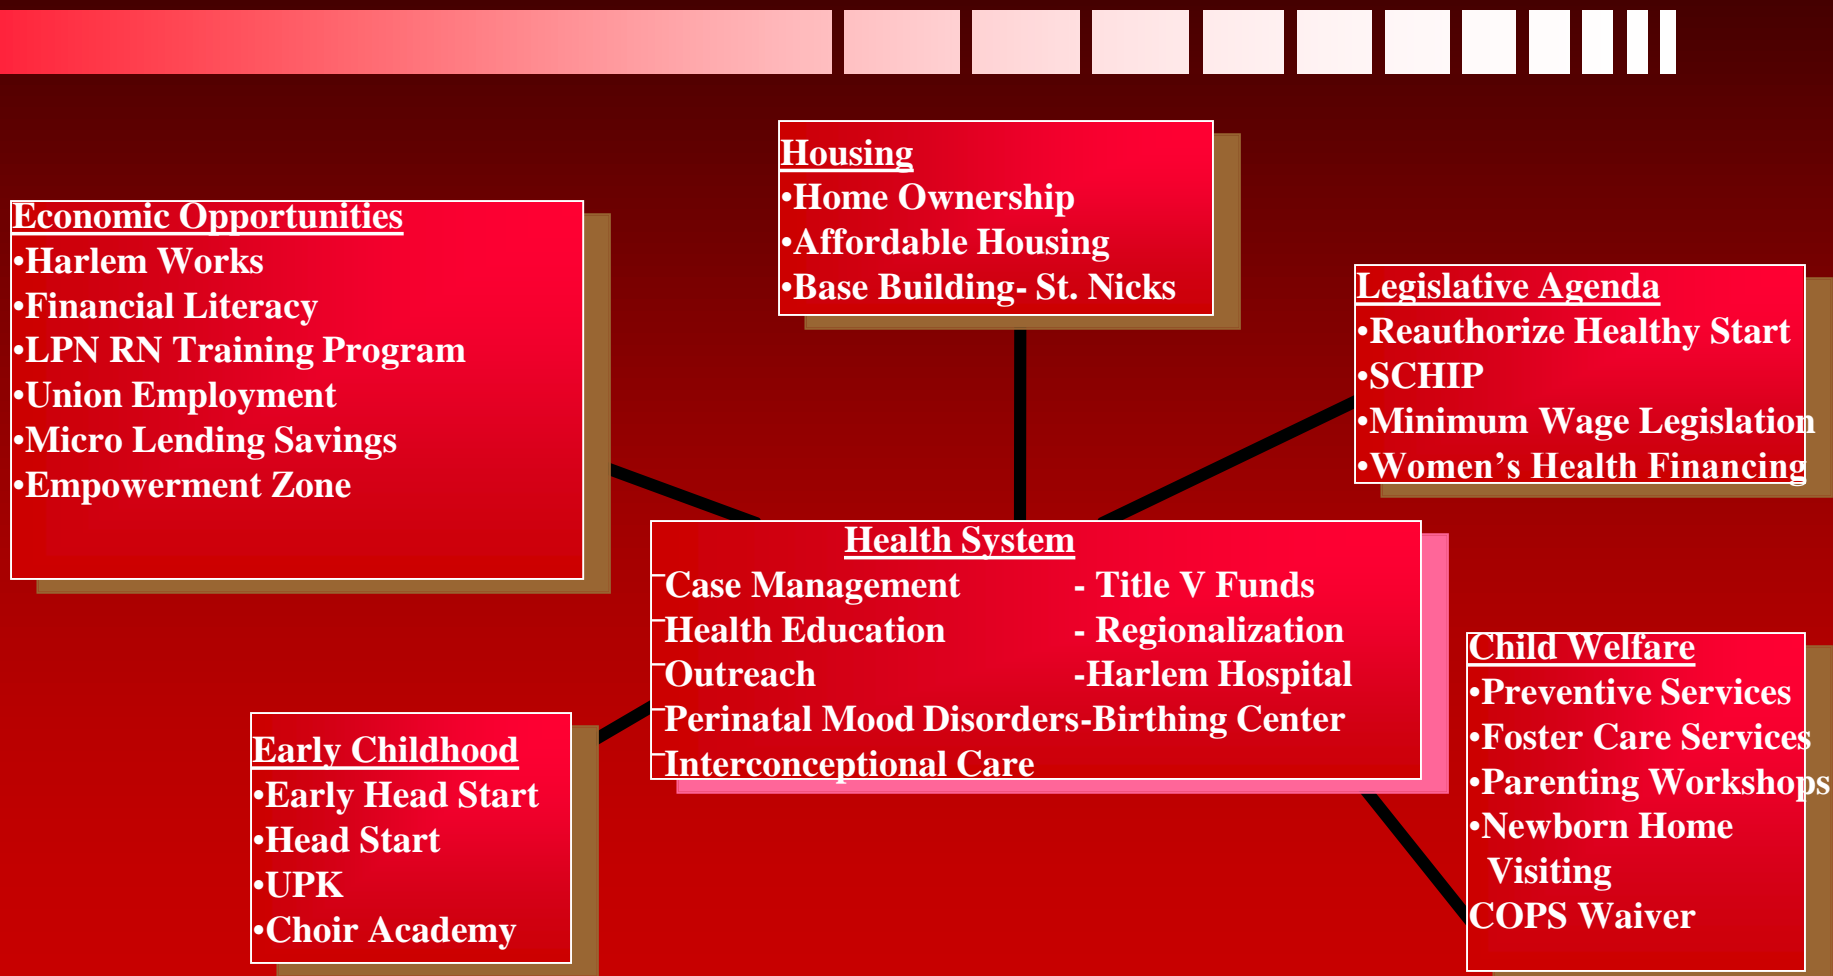 Housing
•Home Ownership
•Affordable Housing
•Base Building- St. Nicks
Economic Opportunities
•Harlem Works
•Financial Literacy
•LPN RN Training Program
•Union Employment
•Micro Lending Savings
•Empowerment Zone
Legislative Agenda
•Reauthorize Healthy Start
•SCHIP
•Minimum Wage Legislation
•Women’s Health Financing
Health System
–Case Management - Title V Funds
–Health Education - Regionalization
–Outreach -Harlem Hospital
–Perinatal Mood Disorders-Birthing Center
–Interconceptional Care
Early Childhood
•Early Head Start
•Head Start
•UPK
•Choir Academy
Child Welfare
•Preventive Services
•Foster Care Services
•Parenting Workshops
•Newborn Home
Visiting
COPS Waiver